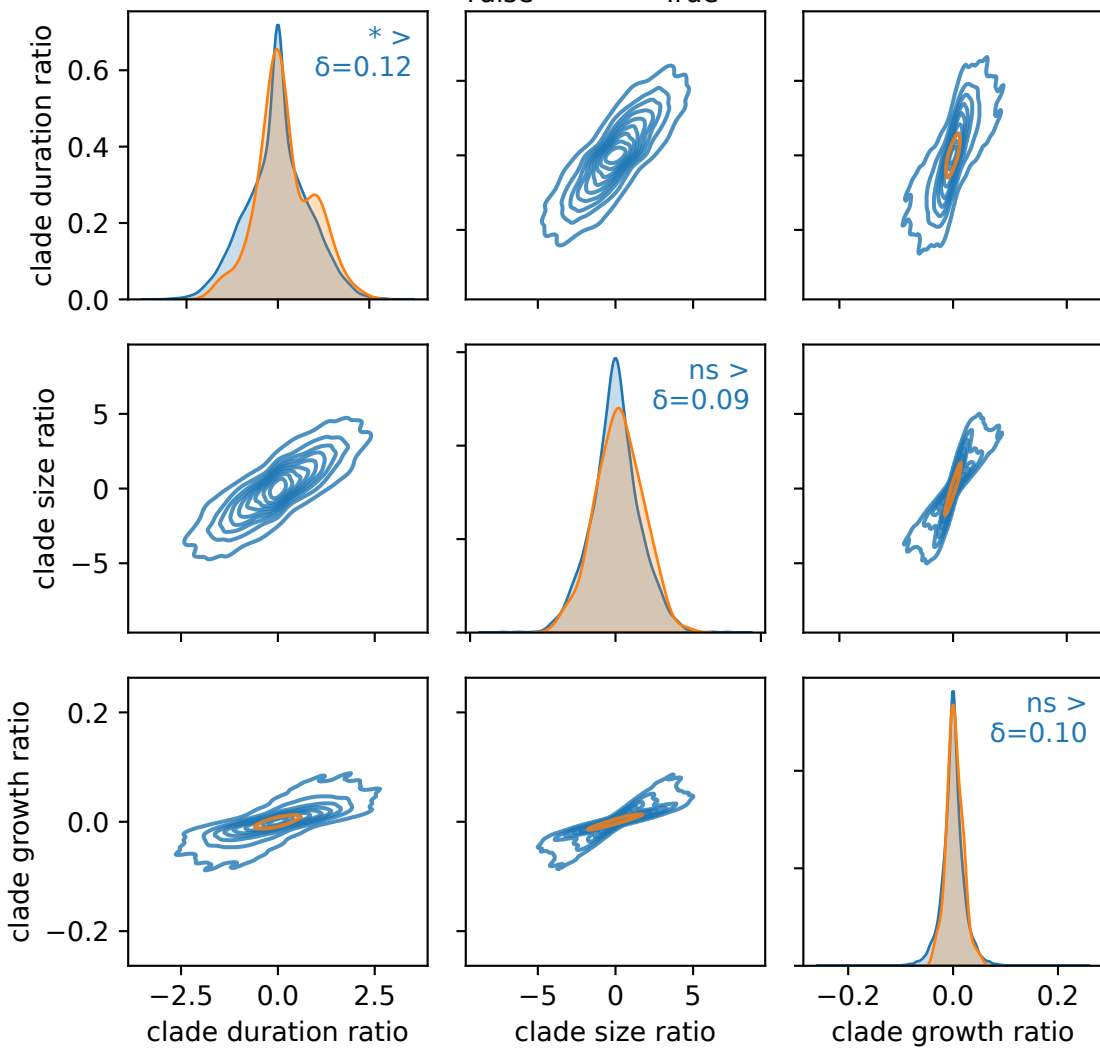 clade duration ratio
0.6
0.4
0.2
0.0
* >
δ=0.12
clade size ratio
5
0
−5
ns >
δ=0.09
clade growth ratio
0.2
0.0
−0.2
ns >
δ=0.10
−2.5 0.0 2.5
−5 0 5
−0.2 0.0 0.2
clade duration ratio
clade size ratio
clade growth ratio